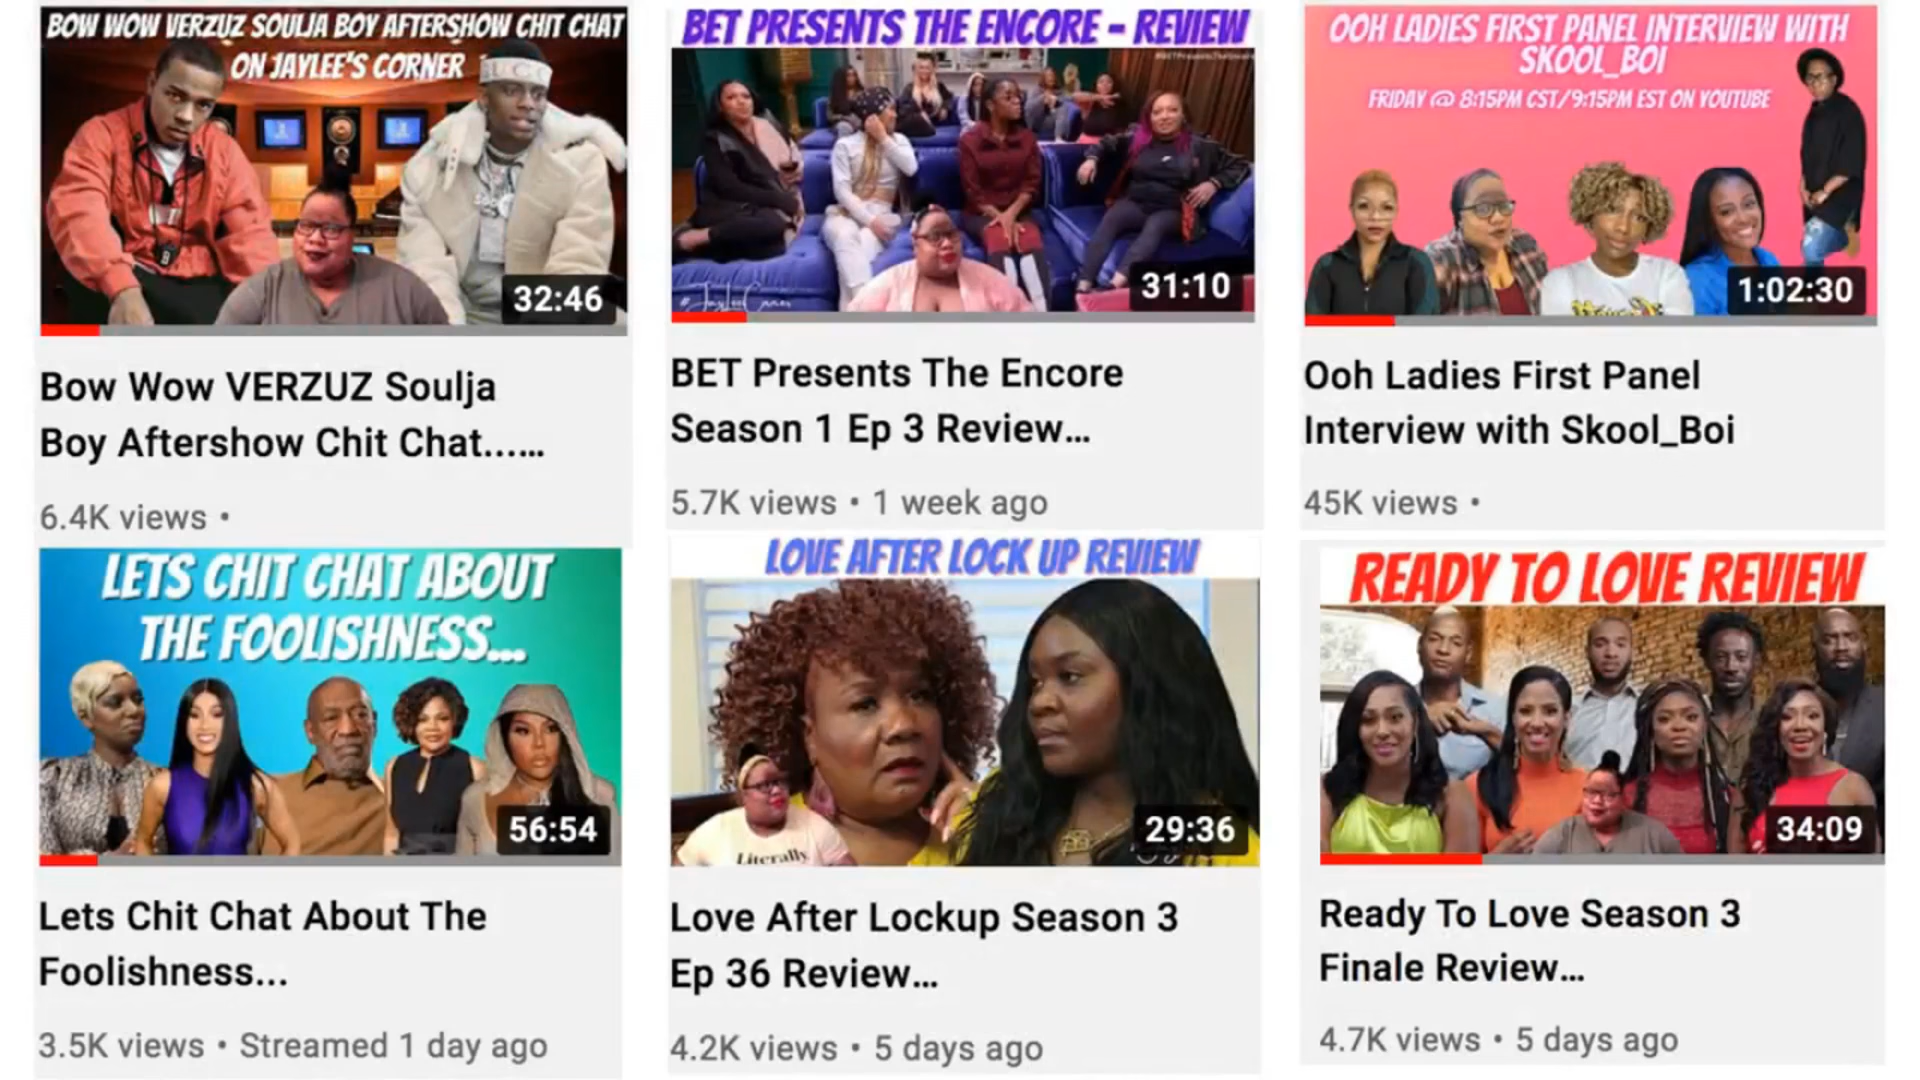 BOW WOW VERZUZ SOULJA BOY AFTERSHOW CHIT CHAT
ON JAYLEE'S CORNER
32:46
Bow Wow VERZUZ Soulja
Boy Aftershow Chit Chat......
6.4K views •
BET PRESENTS THE ENCORE - REVIEW
31:10
BET Presents The Encore
Season 1 Ep 3 Review...
5.7K views • 1 week ago
OOH LADIES FIRST PANEL INTERVIEW WITH
SKOOL_BOI
FRIDAY @ 8:15PM CST/9:15PM EST ON YOUTUBE
1:02:30
Ooh Ladies First Panel
Interview with Skool_Boi
45K views •
LETS CHIT CHAT ABOUT
THE FOOLISHNESS...
56:54
Lets Chit Chat About The
Foolishness...
3.5K views • Streamed 1 day ago
LOVE AFTER LOCK UP REVIEW
Literally
29:36
Love After Lockup Season 3
Ep 36 Review...
4.2K views • 5 days ago
READY TO LOVE REVIEW
34:09
Ready To Love Season 3
Finale Review...
4.7K views • 5 days ago